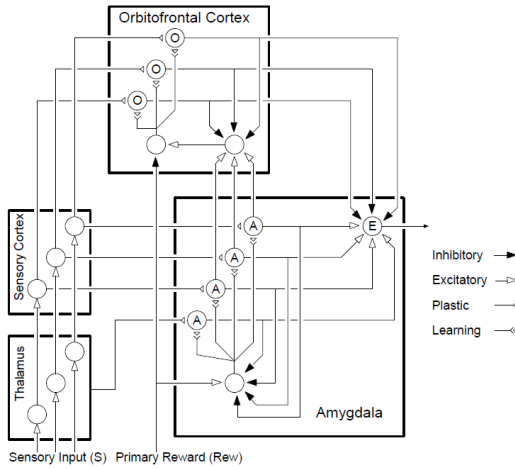 Orbitofrontal Cortex
O
O
O
Sensory Cortex
A
E
A
A
A
Inhibitory
Excitatory
Plastic
Learning
Thalamus
Amygdala
Sensory Input (S)
Primary Reward (Rew)